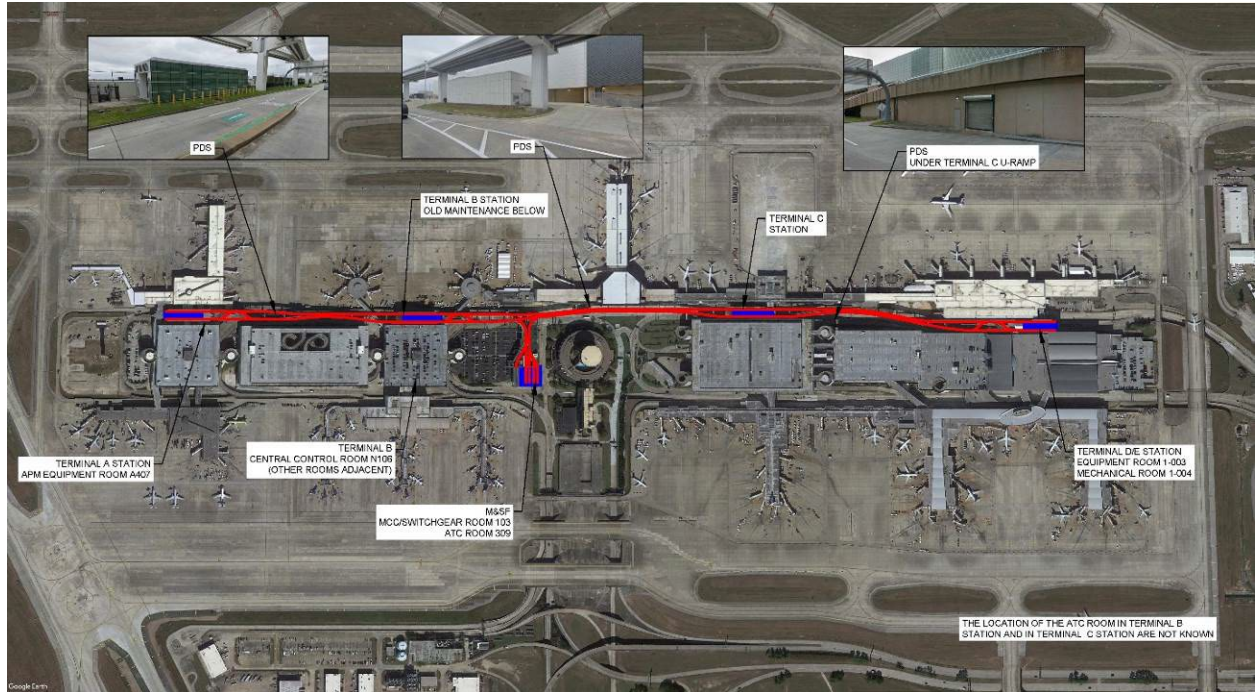 PDS
PDS
PDS
UNDER TERMINAL C U-RAMP
TERMINAL B STATION
OLD MAINTENANCE BELOW
TERMINAL C
STATION
TERMINAL A STATION
APM EQUIPMENT ROOM A407
TERMINAL B
CENTRAL CONTROL ROOM N106
(OTHER ROOMS ADJACENT)
M&SF
MCC/SWITCHGEAR ROOM 103
ATC ROOM 309
TERMINAL D/E STATION
EQUIPMENT ROOM 1-003
MECHANICAL ROOM 1-004
THE LOCATION OF THE ATC ROOM IN TERMINAL B
STATION AND IN TERMINAL C STATION ARE NOT KNOWN
Google Earth